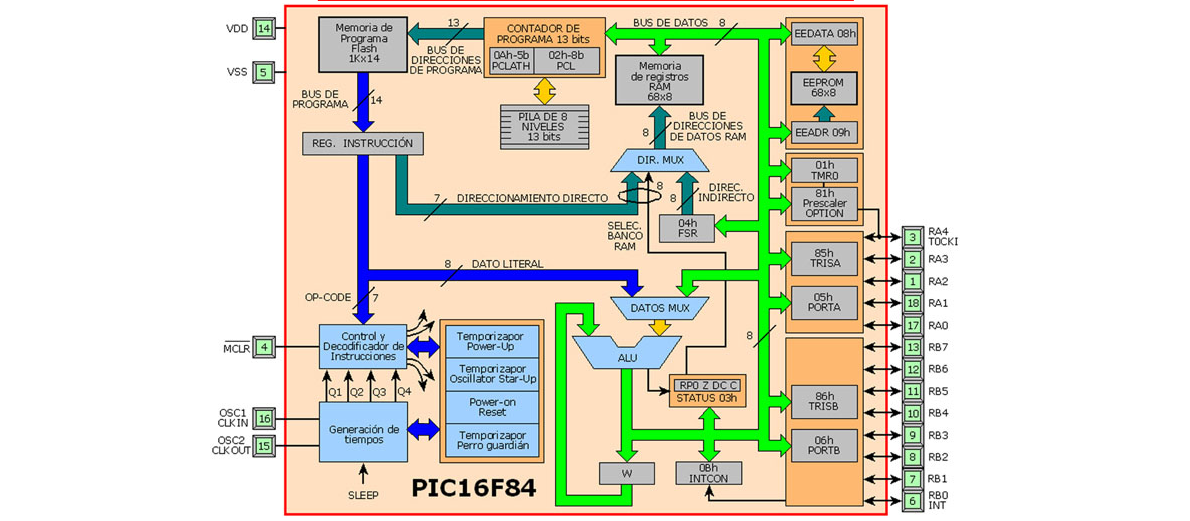 VDD
14
VSS
5
Memoria de
Programa
Flash
1Kx14
13
BUS DE
DIRECCIONES
DE PROGRAMA
CONTADOR DE
PROGRAMA 13 bits
0Ah-5b
PCLATH
02h-8b
PCL
PILA DE 8
NIVELES
13 bits
BUS DE DATOS
8
Memoria
de registros
RAM
68x8
EEDATA 08h
EEPROM
68x8
EEADR 09h
BUS DE
PROGRAMA
14
REG. INSTRUCCIÓN
8
BUS DE
DIRECCIONES
DE DATOS RAM
DIR. MUX
01h
TMR0
81h
Prescaler
OPTION
7
DIRECCIONAMIENTO DIRECTO
8
8
DIREC.
INDIRECTO
SELEC.
BANCO
RAM
04h
FSR
85h
TRISA
05h
PORTA
8
DATO LITERAL
OP-CODE
7
DATOS MUX
ALU
8
MCLR
4
Control y
Decodificador de
Instrucciones
Temporizapor
Power-Up
Temporizapor
Oscillator Star-Up
Power-on
Reset
Temporizapor
Perro guardián
Q1
Q2
Q3
Q4
OSC1
CLKIN
16
OSC2
CLKOUT
15
Generación de
tiempos
SLEEP
RP0 Z DC C
STATUS 03h
W
0Bh
INTCON
86h
TRISB
06h
PORTB
PIC16F84
3
RA4
T0CKI
2
RA3
1
RA2
18
RA1
17
RA0
13
RB7
12
RB6
11
RB5
10
RB4
9
RB3
8
RB2
7
RB1
6
RB0
INT